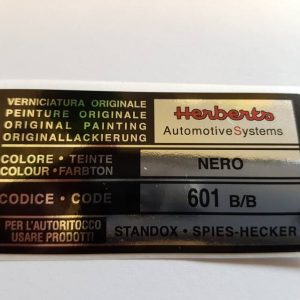 VERNICIATURA ORIGINALE
PEINTURE ORIGINALE
ORIGINAL PAINTING
ORIGINALLACKIERUNG
Herberts
AutomotiveSystems
COLORE • TEINTE
COLOUR • FARBTON
NERO
CODICE • CODE
601 B/B
PER L'AUTORITOCCO
USARE PRODOTTI
STANDOX • SPIES-HECKER